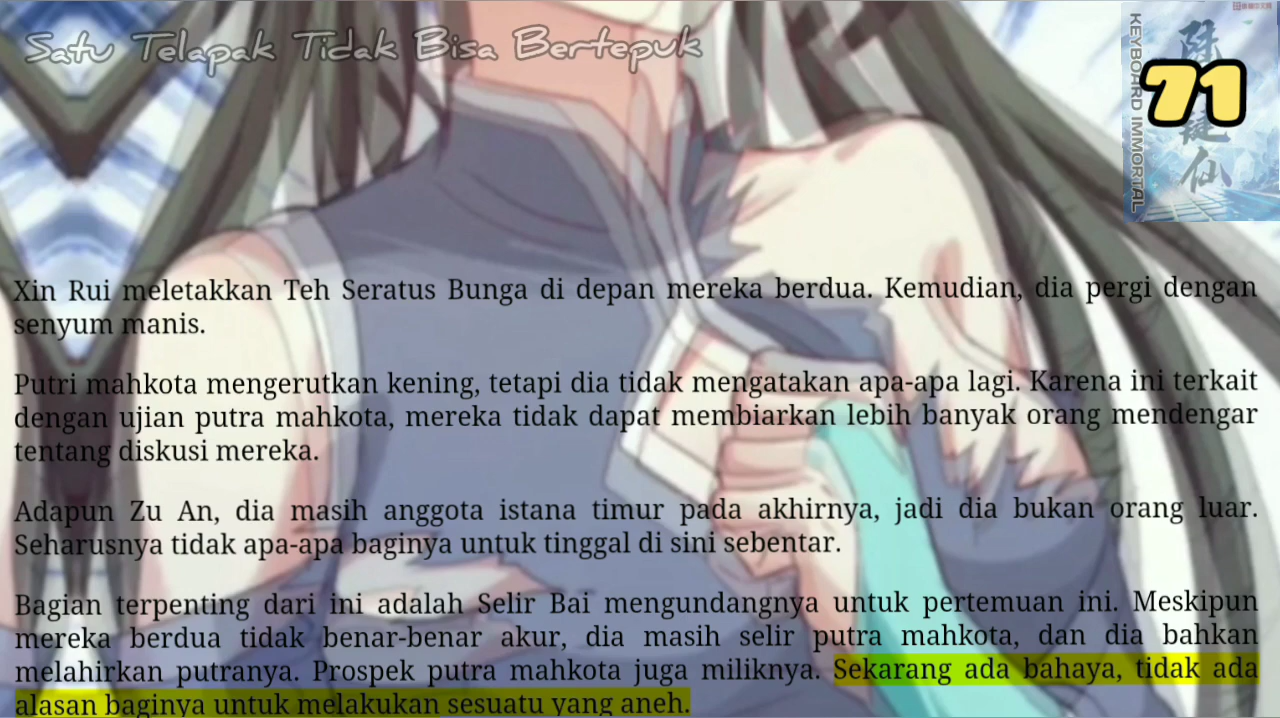 Satu Telapak Tidak Bisa Bertepuk
KEYBOARD IMMORTAL
71
仙
Xin Rui meletakkan Teh Seratus Bunga di depan mereka berdua. Kemudian, dia pergi dengan
senyum manis.
Putri mahkota mengerutkan kening, tetapi dia tidak mengatakan apa-apa lagi. Karena ini terkait
dengan ujian putra mahkota, mereka tidak dapat membiarkan lebih banyak orang mendengar
tentang diskusi mereka.
Adapun Zu An, dia masih anggota istana timur pada akhirnya, jadi dia bukan orang luar.
Seharusnya tidak apa-apa baginya untuk tinggal di sini sebentar.
Bagian terpenting dari ini adalah Selir Bai mengundangnya untuk pertemuan ini. Meskipun
mereka berdua tidak benar-benar akur, dia masih selir putra mahkota, dan dia bahkan
melahirkan putranya. Prospek putra mahkota juga miliknya. Sekarang ada bahaya, tidak ada
alasan baginya untuk melakukan sesuatu yang aneh.